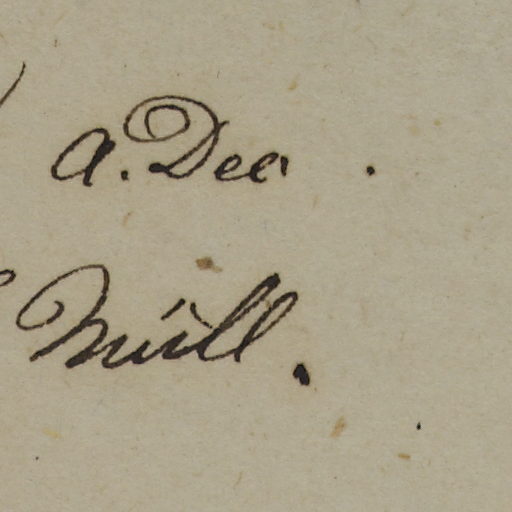 a. Dec .
Müll.